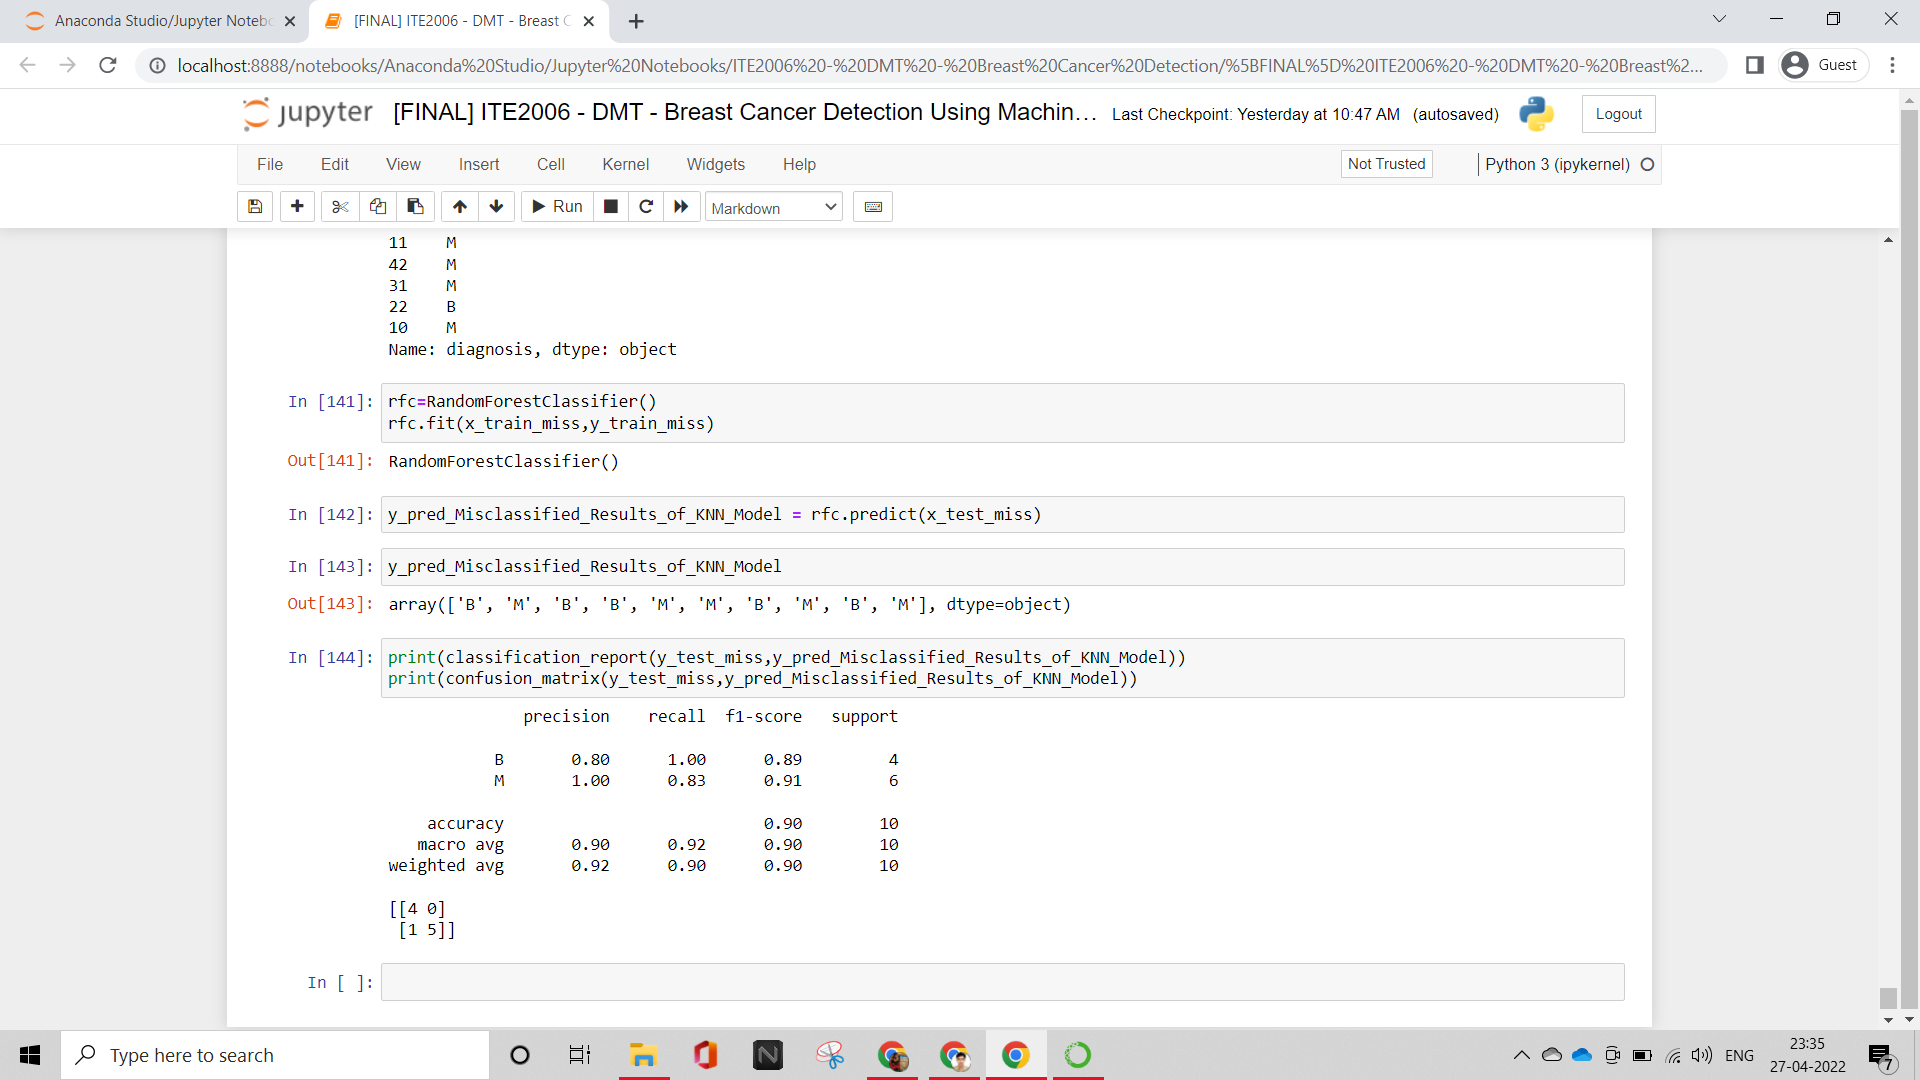 Anaconda Studio/Jupyter Noteb
[FINAL] ITE2006 - DMT - Breast C
localhost:8888/notebooks/Anaconda%20Studio/Jupyter%20Notebooks/ITE2006%20-%20DMT%20-%20Breast%20Cancer%20Detection/%5BFINAL%5D%20ITE2006%20-%20DMT%20-%20Breast%2...
Guest
jupyter [FINAL] ITE2006 - DMT - Breast Cancer Detection Using Machin... Last Checkpoint: Yesterday at 10:47 AM (autosaved) Logout
File Edit View Insert Cell Kernel Widgets Help Not Trusted Python 3 (ipykernel)
Run Markdown
11 M
42 M
31 M
22 B
10 M
Name: diagnosis, dtype: object
In [141]: rfc=RandomForestClassifier()
rfc.fit(x_train_miss,y_train_miss)
Out[141]: RandomForestClassifier()
In [142]: y_pred_Misclassified_Results_of_KNN_Model = rfc.predict(x_test_miss)
In [143]: y_pred_Misclassified_Results_of_KNN_Model
Out[143]: array(['B', 'M', 'B', 'B', 'M', 'M', 'B', 'M', 'B', 'M'], dtype=object)
In [144]: print(classification_report(y_test_miss,y_pred_Misclassified_Results_of_KNN_Model))
print(confusion_matrix(y_test_miss,y_pred_Misclassified_Results_of_KNN_Model))
precision recall f1-score support
B 0.80 1.00 0.89 4
M 1.00 0.83 0.91 6
accuracy 0.90 10
macro avg 0.90 0.92 0.90 10
weighted avg 0.92 0.90 0.90 10
[[4 0]
[1 5]]
In [ ]:
Type here to search
ENG
23:35
27-04-2022
7